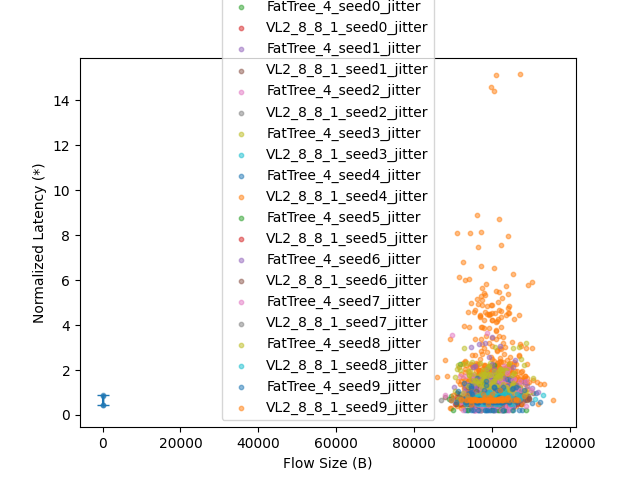 FatTree_4_seed0_jitter
VL2_8_8_1_seed0_jitter
FatTree_4_seed1_jitter
VL2_8_8_1_seed1_jitter
FatTree_4_seed2_jitter
VL2_8_8_1_seed2_jitter
FatTree_4_seed3_jitter
VL2_8_8_1_seed3_jitter
FatTree_4_seed4_jitter
VL2_8_8_1_seed4_jitter
FatTree_4_seed5_jitter
VL2_8_8_1_seed5_jitter
FatTree_4_seed6_jitter
VL2_8_8_1_seed6_jitter
FatTree_4_seed7_jitter
VL2_8_8_1_seed7_jitter
FatTree_4_seed8_jitter
VL2_8_8_1_seed8_jitter
FatTree_4_seed9_jitter
VL2_8_8_1_seed9_jitter
Normalized Latency (*)
14
12
10
8
6
4
2
0
0 20000 40000 60000 80000 100000 120000
Flow Size (B)